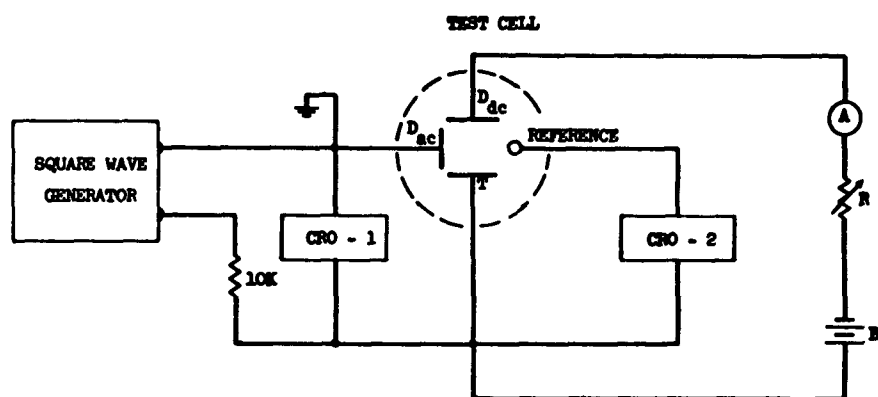 TEST CELL
D dc
D ac
REFERENCE
A
SQUARE WAVE
GENERATOR
T
R
CRO - 1
CRO - 2
10K
B